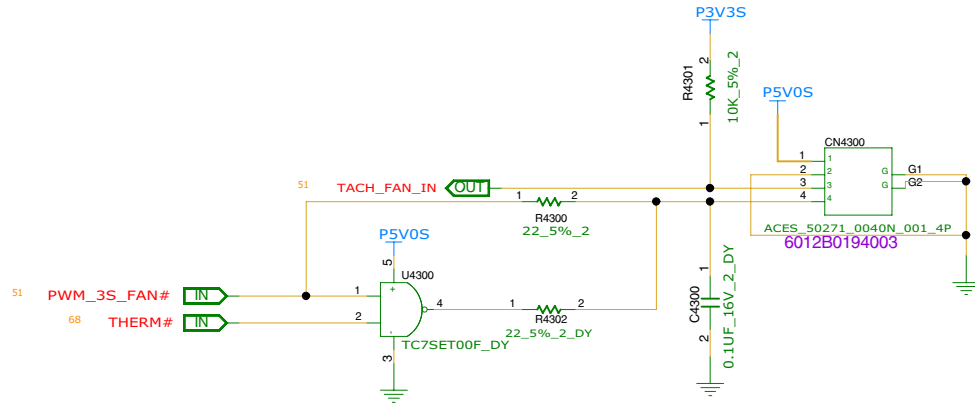 P3V3S
2
R4301
10K_5%_2
1
P5V0S
CN4300
1 1
2 2
3 3
4 4
G G1
G G2
ACES_50271_0040N_001_4P
6012B0194003
51 TACH_FAN_IN OUT
1 2
R4300
22_5%_2
P5V0S
5
U4300
51 PWM_3S_FAN# IN 1 +
68 THERM# IN 2 -
4
3
TC7SET00F_DY
1 2
R4302
22_5%_2_DY
1
C4300
2
0.1UF_16V_2_DY